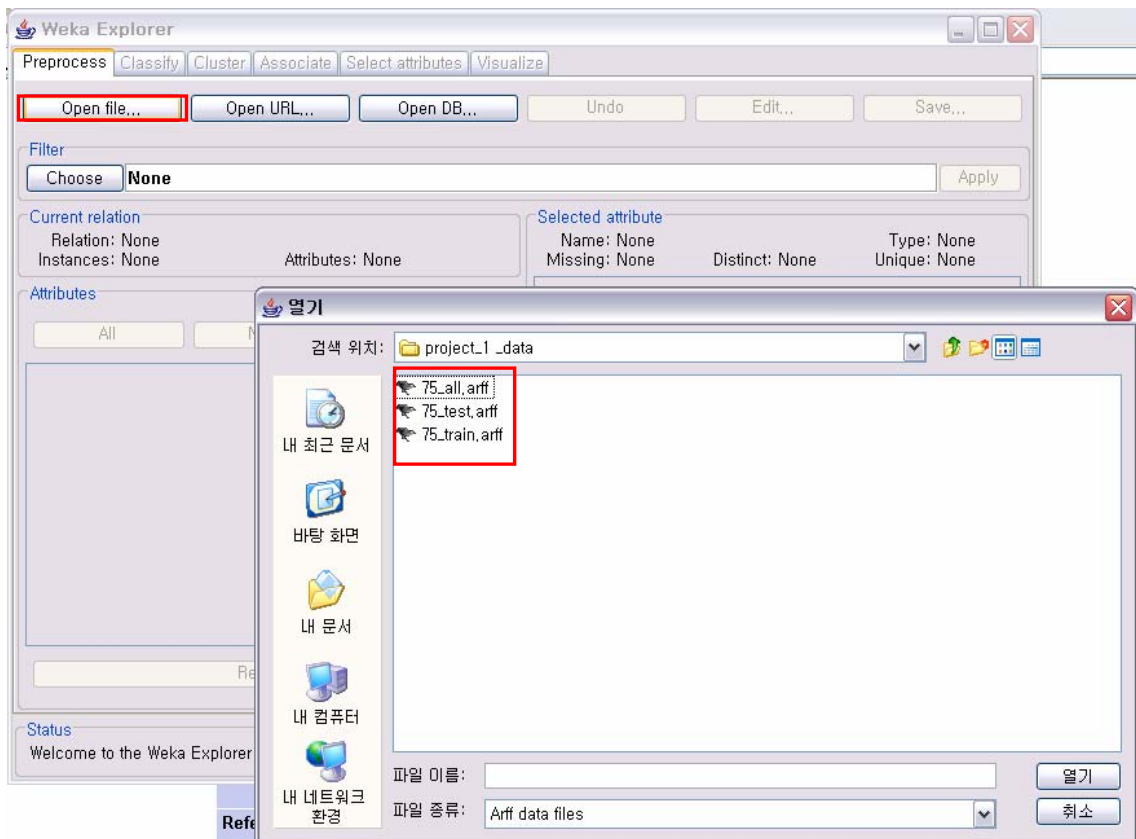 Weka Explorer
Preprocess Classify Cluster Associate Select attributes Visualize
Open file... Open URL... Open DB... Undo Edit... Save...
Filter
Choose None Apply
Current relation
Relation: None
Instances: None Attributes: None
Selected attribute
Name: None Type: None
Missing: None Distinct: None Unique: None
Attributes
All
열기
검색 위치: project_1 _data
75_all.arff
75_test.arff
75_train.arff
내 최근 문서
바탕 화면
내 문서
내 컴퓨터
내 네트워크
환경
파일 이름: 열기
파일 종류: Arff data files 취소
Status
Welcome to the Weka Explorer